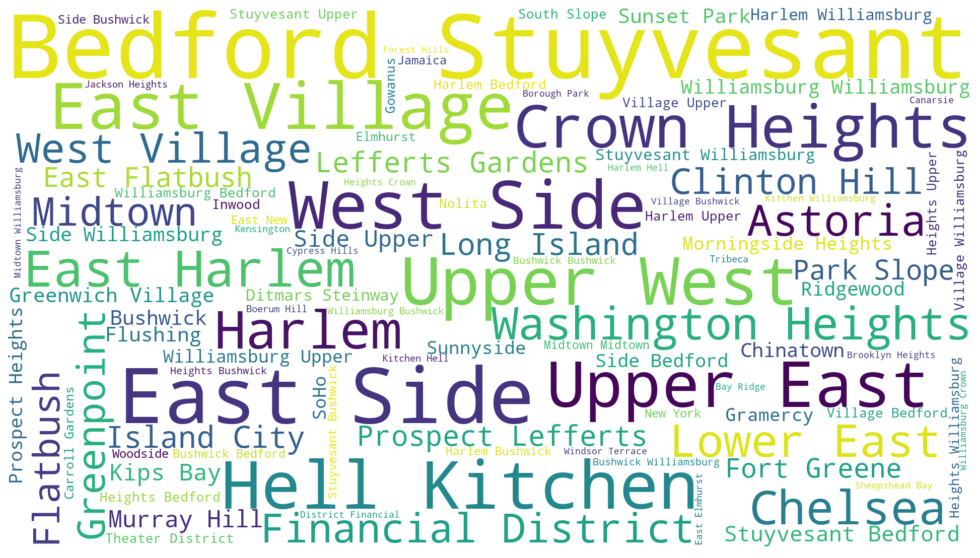 Side Bushwick
Stuyvesant Upper
South Slope
Sunset Park
Harlem Williamsburg
Bedford Stuyvesant
Forest Hills
Jamaica
Gowanus
Jackson Heights
Harlem Bedford
Borough Park
Williamsburg Williamsburg
Village Upper
Canarsie
East Village
Crown Heights
Elmhurst
West Village
Lefferts Gardens
Stuyvesant Williamsburg
Harlem Hell
Heights Upper
Midtown Williamsburg
East Flatbush
Heights Crown
Clinton Hill
Williamsburg Bedford
Village Williamsburg
Midtown
Inwood
West Side
Nolita
Village Bushwick
Kitchen Williamsburg
East New
Harlem Upper
Astoria
Side Williamsburg
Kensington
Side Upper
Long Island
Morningside Heights
Cypress Hills
East Harlem
Bushwick Bushwick
Tribeca
Upper West
Park Slope
Greenwich Village
Ditmars Steinway
Ridgewood
Boerum Hill
Williamsburg Bushwick
Bushwick
Harlem
Washington Heights
Prospect Heights
Greenpoint
Flushing
Sunnyside
Midtown Midtown
Williamsburg Upper
Kitchen Hell
Side Bedford
Chinatown
Brooklyn Heights
Heights Bushwick
East Side
SoHo
Stuyvesant Bushwick
Upper East
Bay Ridge
Heights Williamsburg
Williamsburg Crown
Flatbush
Carroll Gardens
New York
Gramercy
Village Bedford
Island City
Prospect Lefferts
Lower East
Woodside
Bushwick Bedford
Harlem Bushwick
Windsor Terrace
Kips Bay
Hell Kitchen
Bushwick Williamsburg
Fort Greene
East Elmhurst
Sheepshead Bay
Heights Bedford
Chelsea
Murray Hill
District Financial
Financial District
Theater District
Stuyvesant Bedford